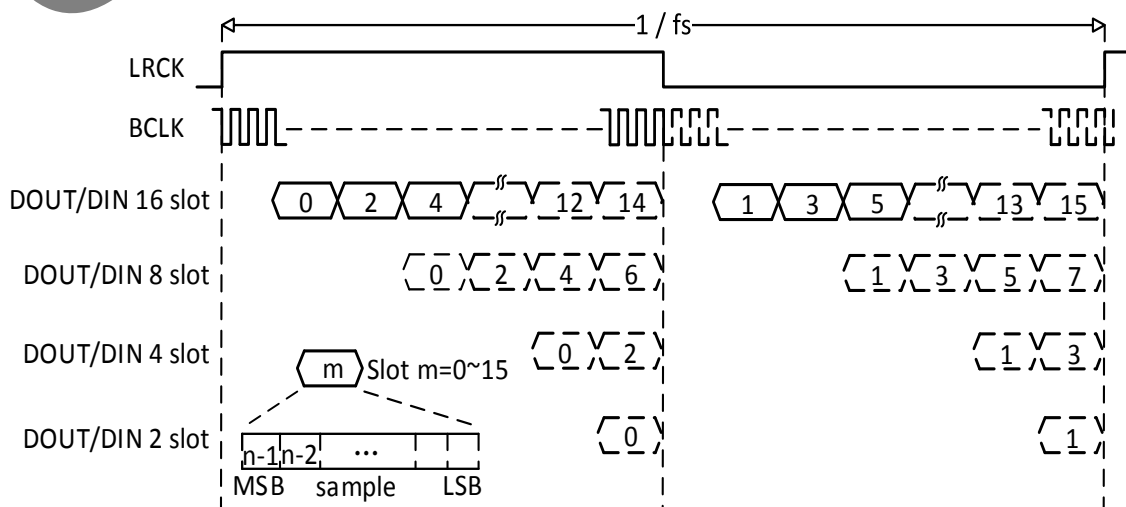 1 / fs
LRCK
BCLK
DOUT/DIN 16 slot 0 2 4 12 14 1 3 5 13 15
DOUT/DIN 8 slot 0 2 4 6 1 3 5 7
DOUT/DIN 4 slot 0 2 1 3
m Slot m=0~15
DOUT/DIN 2 slot 0 1
n-1 n-2 ...
MSB sample LSB